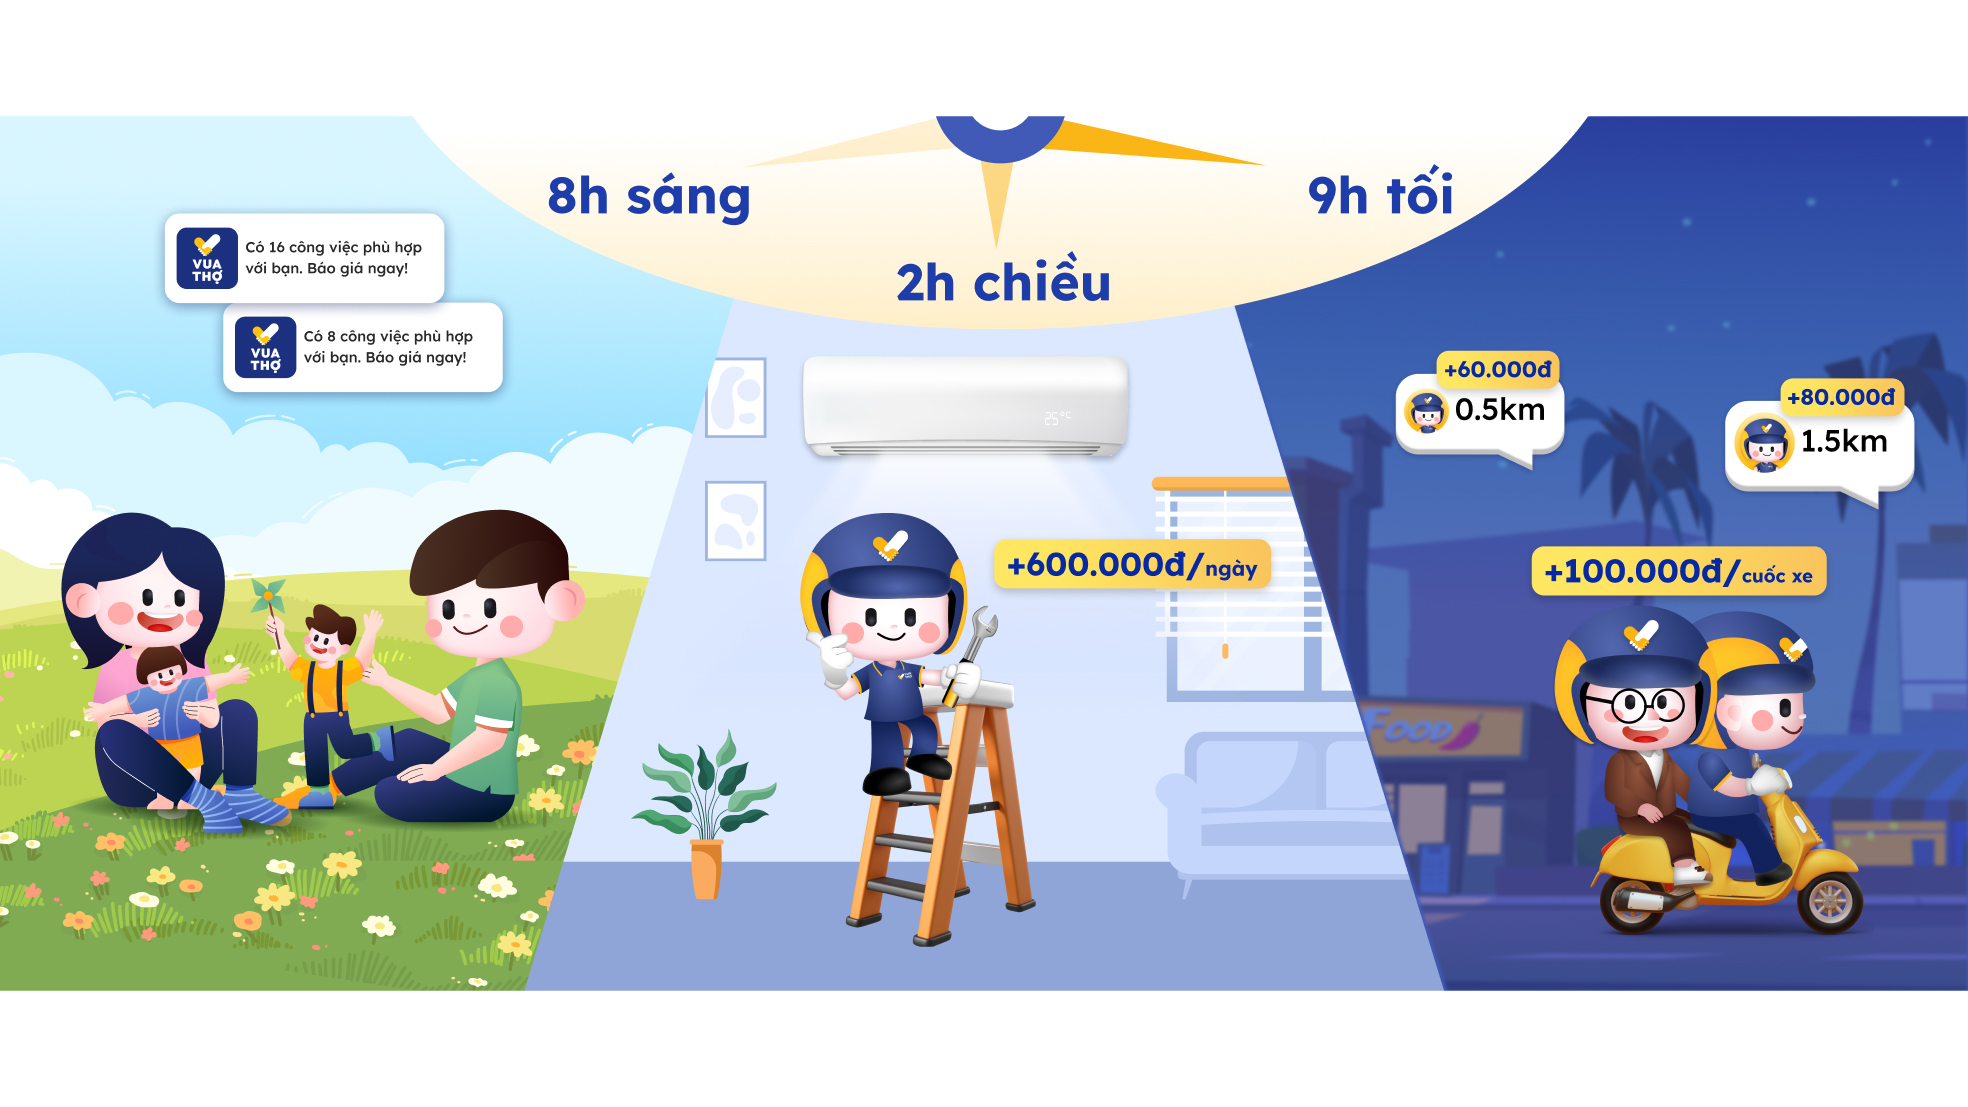 8h sáng
2h chiều
9h tối
VUA
THỢ
Có 16 công việc phù hợp
với bạn. Báo giá ngay!
VUA
THỢ
Có 8 công việc phù hợp
với bạn. Báo giá ngay!
25°C
+600.000đ/ngày
+60.000đ
0.5km
+80.000đ
1.5km
+100.000đ/cuốc xe
FOOD